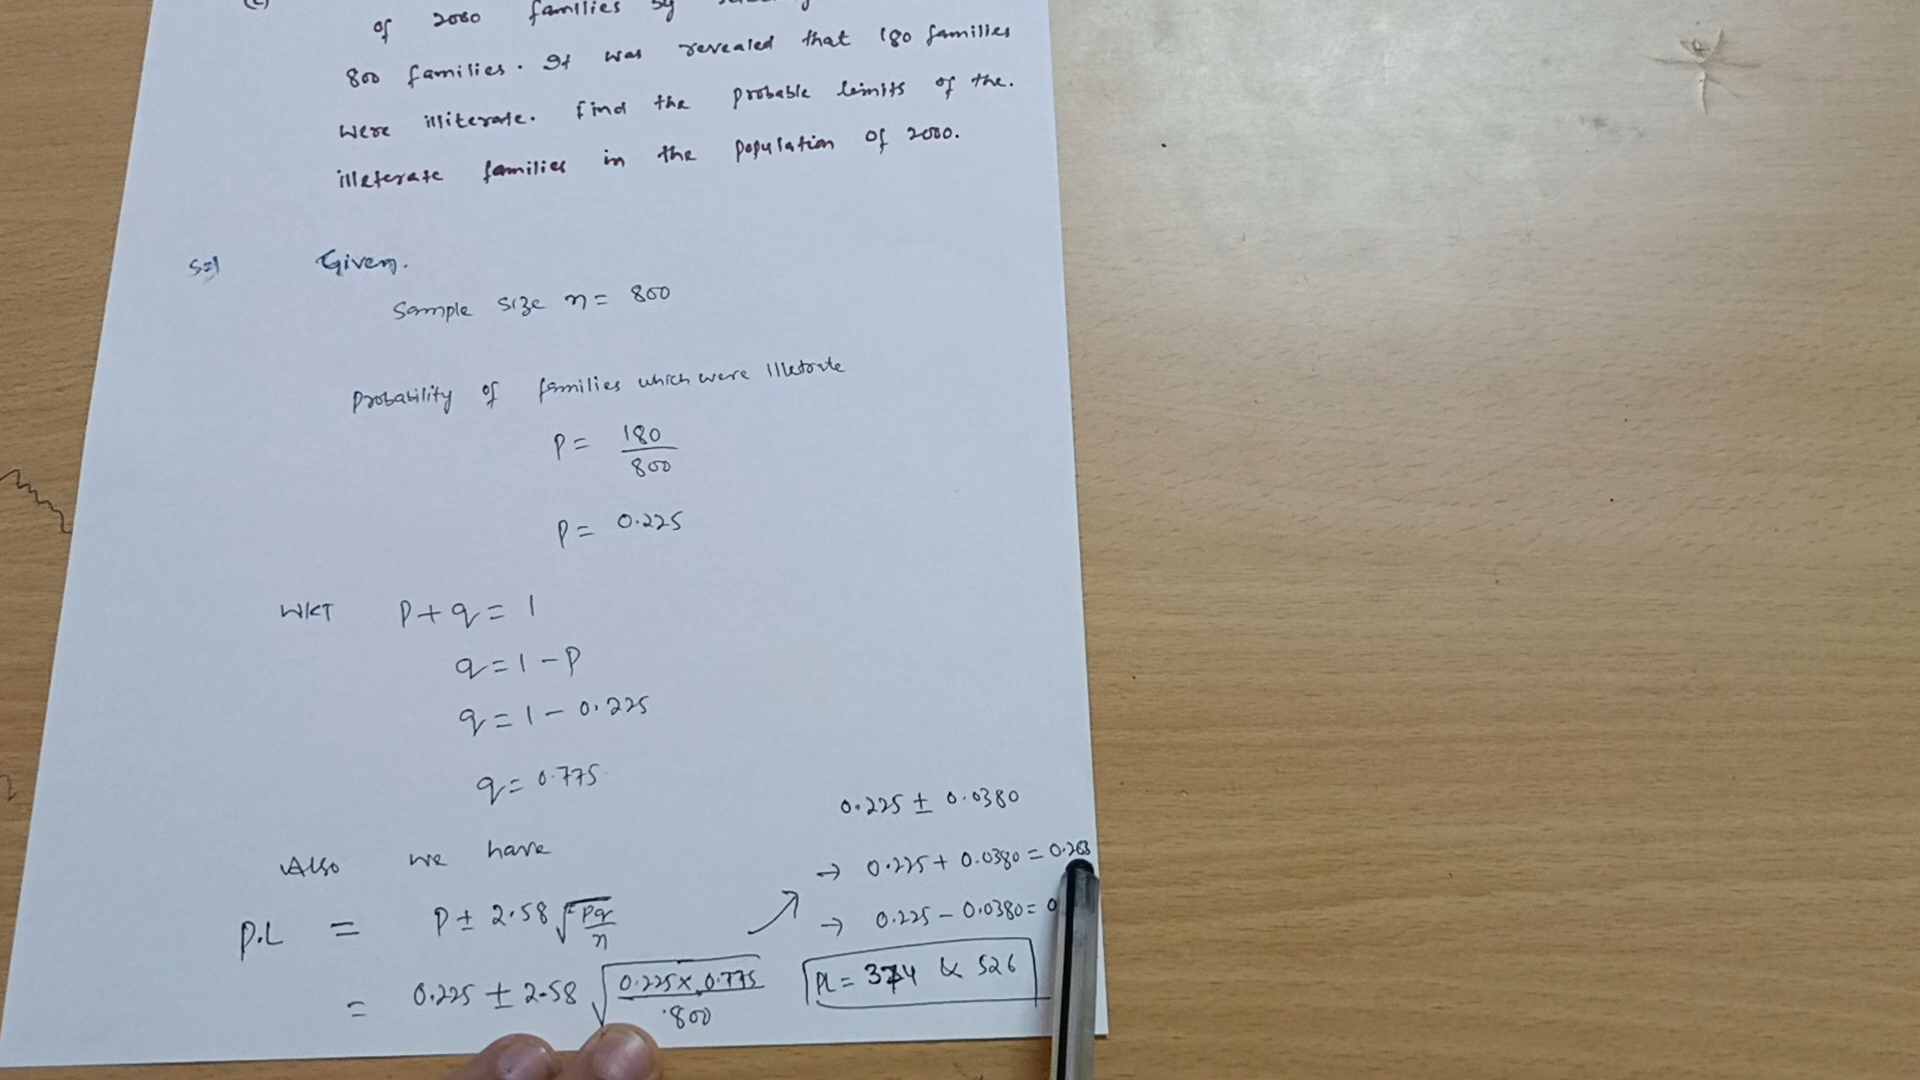 (c)
of 2000 families by
800 families. It was revealed that 180 families
were illiterate. Find the probable limits of the.
illeterate families in the population of 2000.
Sol Given.
Sample size n = 800
Probability of families which were
P = 180/800
P = 0.225
WKT P + q = 1
q = 1 - P
q = 1 - 0.225
q = 0.775
Also we have
P.L = P ± 2.58 √(Pq/n)
= 0.225 ± 2.58 √(0.225 × 0.775/800)
0.225 ± 0.0380
→ 0.225 + 0.0380 = 0.263
→ 0.225 - 0.0380 = 0
PL = 374 & 526